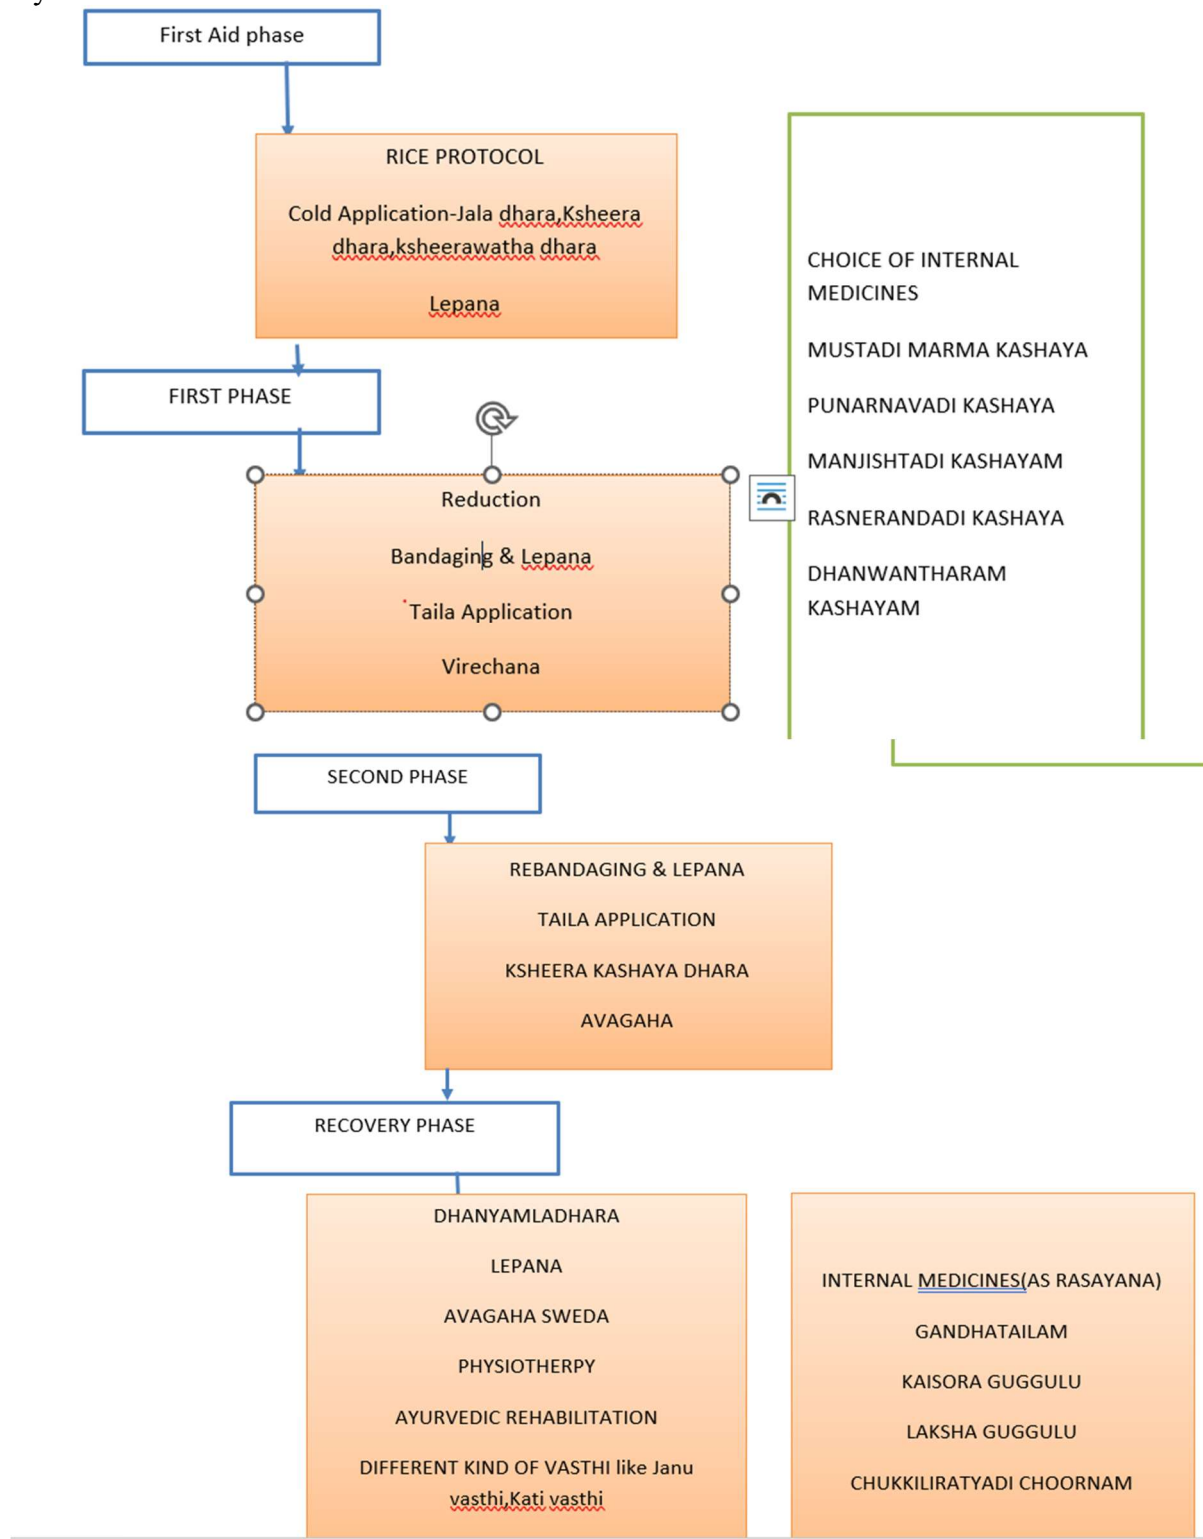 First Aid phase
RICE PROTOCOL
Cold Application-Jala dhara,Ksheera
dhara,ksheerawatha dhara
Lepana
FIRST PHASE
Reduction
Bandaging & Lepana
Taila Application
Virechana
CHOICE OF INTERNAL
MEDICINES
MUSTADI MARMA KASHAYA
PUNARNAVADI KASHAYA
MANJISHTADI KASHAYAM
RASNERANDADI KASHAYA
DHANWANTHARAM
KASHAYAM
SECOND PHASE
REBANDAGING & LEPANA
TAILA APPLICATION
KSHEERA KASHAYA DHARA
AVAGAHA
RECOVERY PHASE
DHANYAMLADHARA
LEPANA
AVAGAHA SWEDA
PHYSIOTHERPY
AYURVEDIC REHABILITATION
DIFFERENT KIND OF VASTHI like Janu
vasthi,Kati vasthi
INTERNAL MEDICINES(AS RASAYANA)
GANDHATAILAM
KAISORA GUGGULU
LAKSHA GUGGULU
CHUKKILIRATYADI CHOORNAM